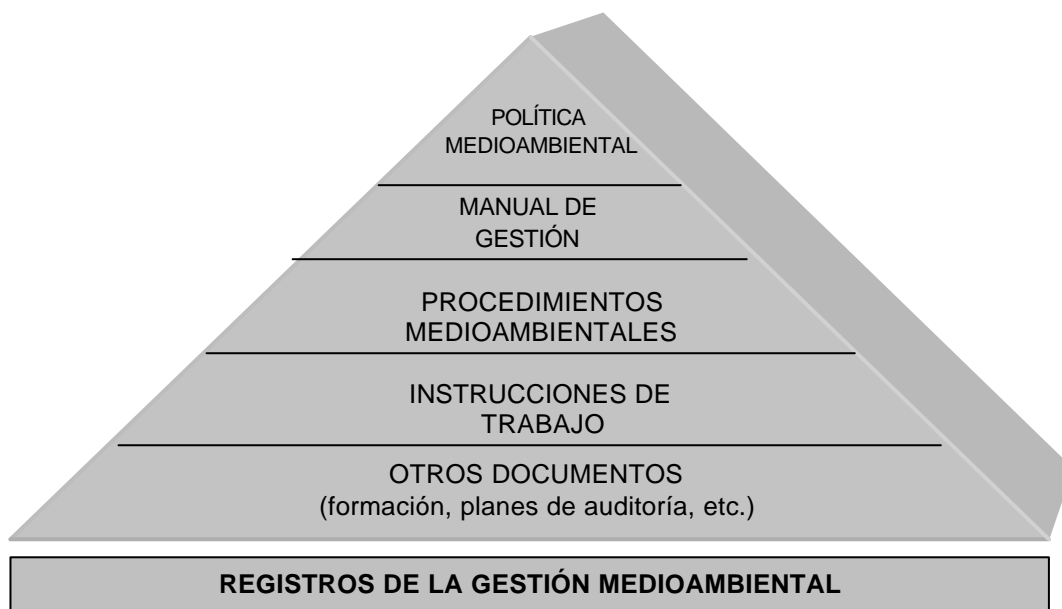 POLÍTICA
MEDIOAMBIENTAL
MANUAL DE
GESTIÓN
PROCEDIMIENTOS
MEDIOAMBIENTALES
INSTRUCCIONES DE
TRABAJO
OTROS DOCUMENTOS
(formación, planes de auditoría, etc.)
REGISTROS DE LA GESTIÓN MEDIOAMBIENTAL